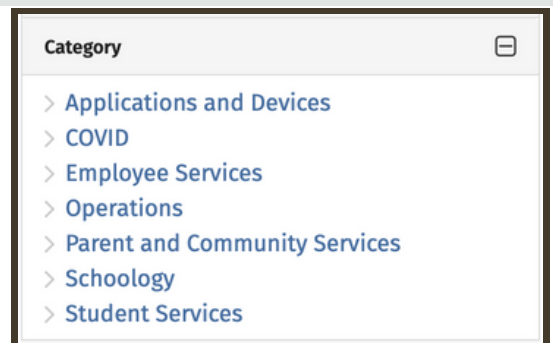 Category
Applications and Devices
COVID
Employee Services
Operations
Parent and Community Services
Schoology
Student Services